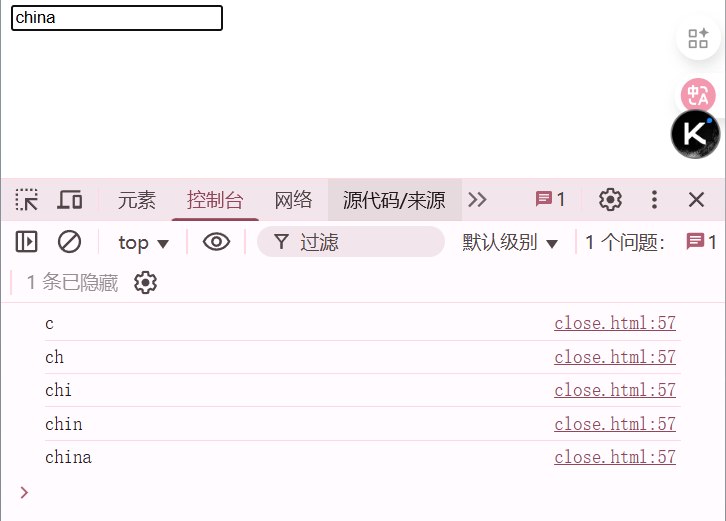 china
中A
K
元素 控制台 网络 源代码/来源 1
top 过滤 默认级别 1 个问题: 1
1 条已隐藏
c close.html:57
ch close.html:57
chi close.html:57
chin close.html:57
china close.html:57